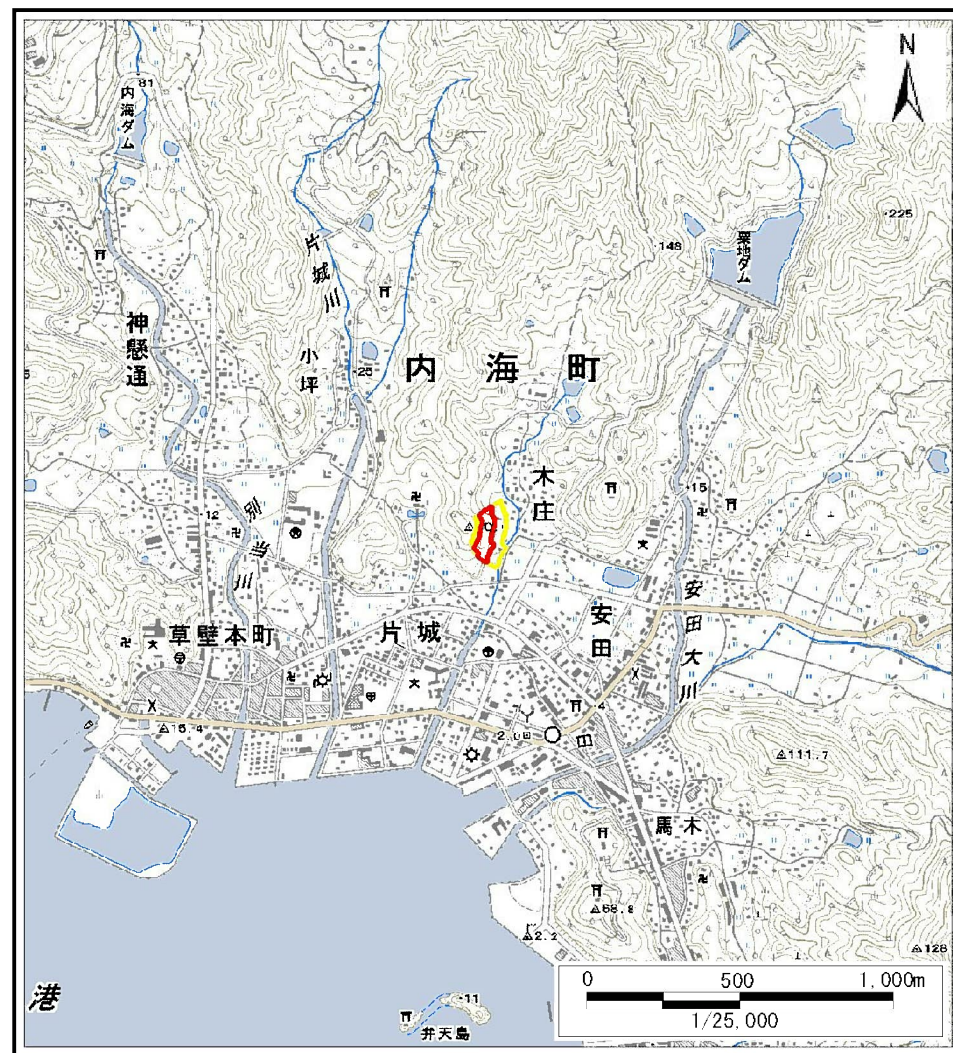 N
81
内海ダム
225
148
粟地ダム
片城川
神懸通
小坪
25
内海町
木庄
15
12
別当川
安田
安田大川
草壁本町
片城
15.4
2.0
4
田
111.7
馬木
68.8
2.2
128
港
11
弁天島
0 500 1,000m
1/25,000